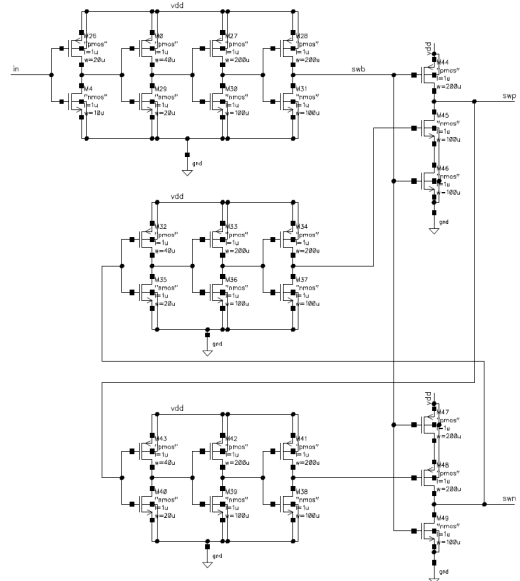 vdd
M26
"pmos"
l=1u
w=20u
M0
"pmos"
l=1u
w=40u
M27
"pmos"
l=1u
w=200u
M28
"pmos"
l=1u
w=200u
in
M4
"nmos"
l=1u
w=10u
M29
"nmos"
l=1u
w=20u
M30
"nmos"
l=1u
w=100u
M31
"nmos"
l=1u
w=100u
gnd
swb
vdd
M44
"pmos"
l=1u
w=200u
swp
M45
"nmos"
l=1u
w=100u
M46
"nmos"
l=1u
w=100u
gnd
vdd
M32
"pmos"
l=1u
w=40u
M33
"pmos"
l=1u
w=200u
M34
"pmos"
l=1u
w=200u
M35
"nmos"
l=1u
w=20u
M36
"nmos"
l=1u
w=100u
M37
"nmos"
l=1u
w=100u
gnd
vdd
M43
"pmos"
l=1u
w=40u
M42
"pmos"
l=1u
w=200u
M41
"pmos"
l=1u
w=200u
M40
"nmos"
l=1u
w=20u
M39
"nmos"
l=1u
w=100u
M38
"nmos"
l=1u
w=100u
gnd
vdd
M47
"pmos"
l=1u
w=200u
M48
"pmos"
l=1u
w=200u
swn
M49
"nmos"
l=1u
w=100u
gnd